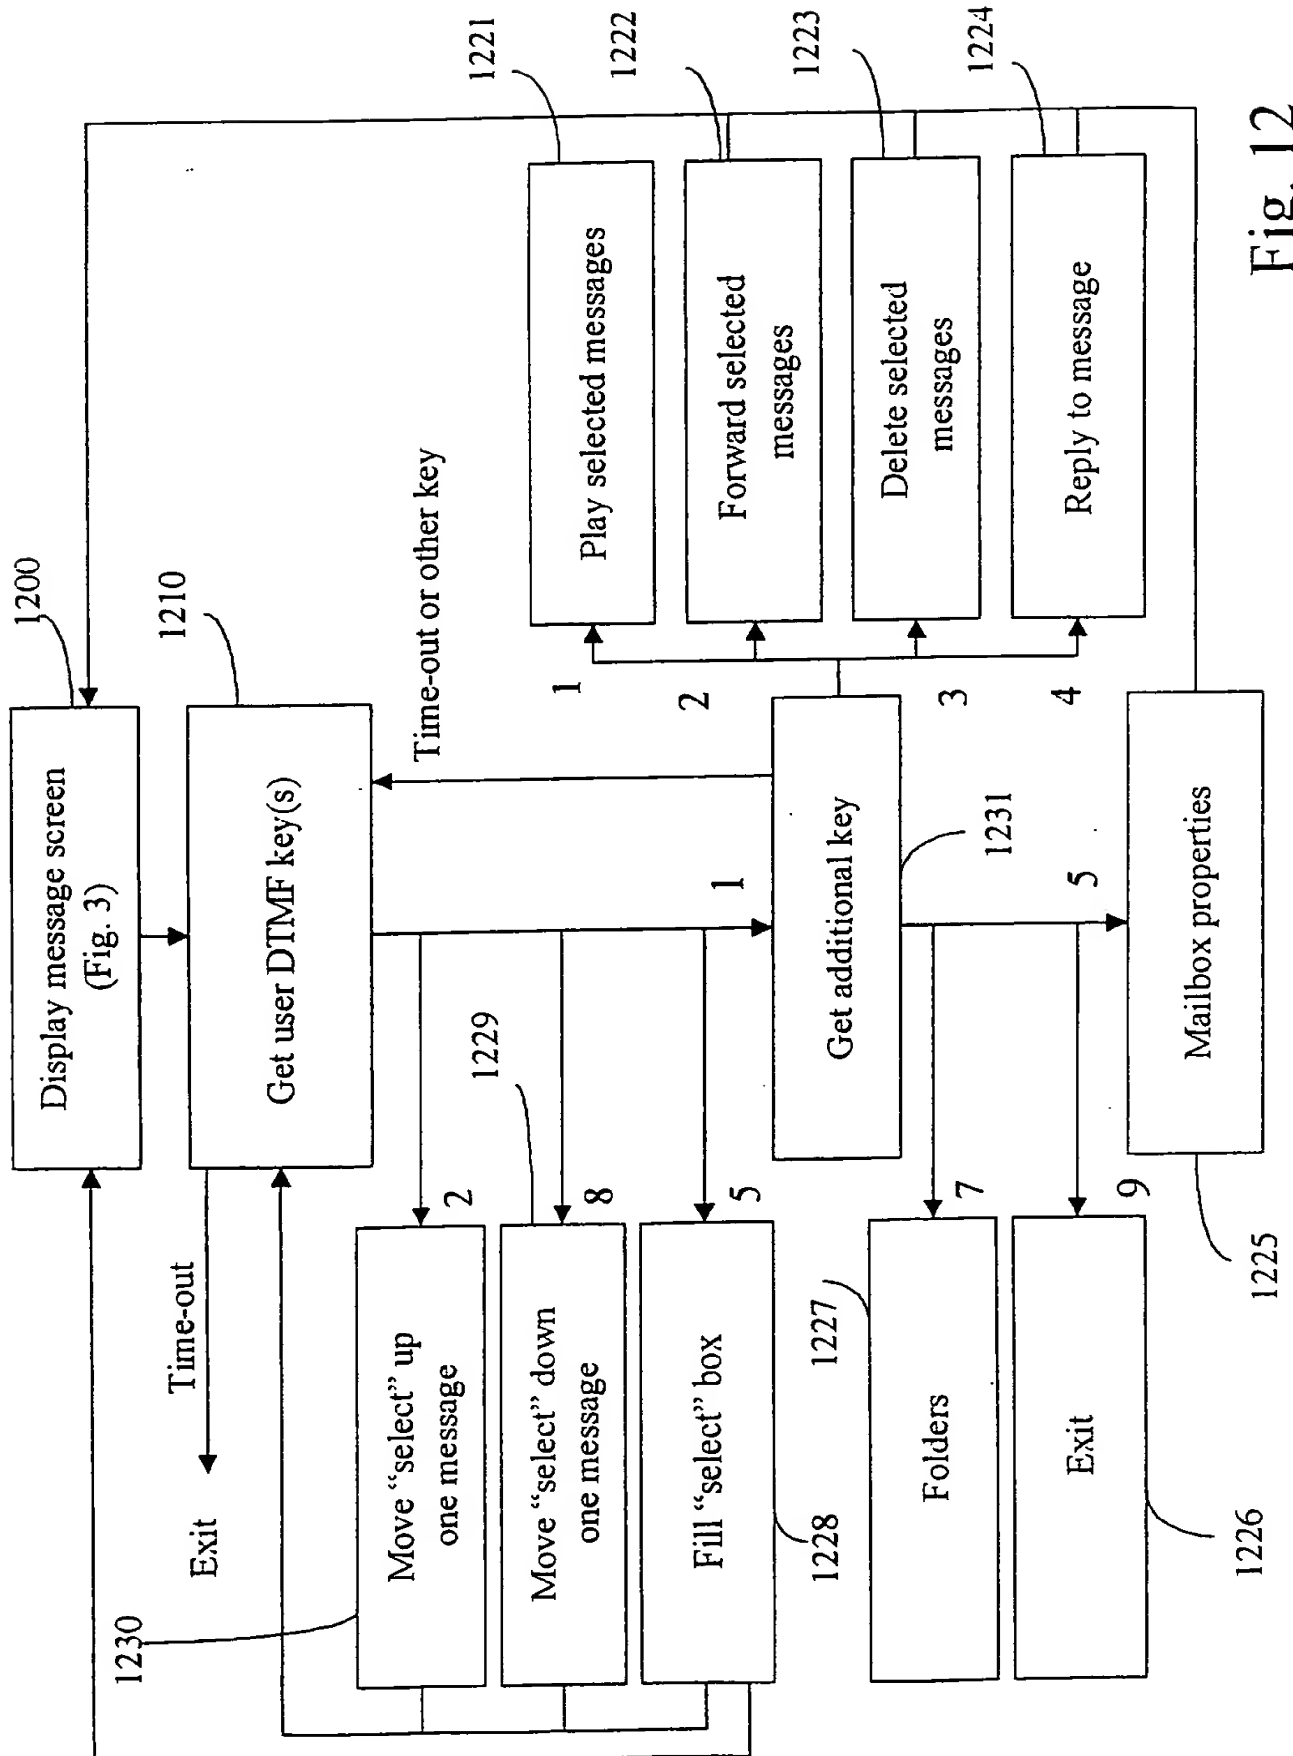 Display message screen
(Fig. 3)
1200
Get user DTMF key(s)
1210
Time-out
Exit
Time-out or other key
1230
Move “select” up
one message
2
1229
Move “select” down
one message
8
Fill “select” box
5
1228
1
Get additional key
1231
1
Play selected messages
1221
2
Forward selected
messages
1222
3
Delete selected
messages
1223
4
Reply to message
1224
7
Folders
1227
9
Exit
1226
5
Mailbox properties
1225
Fig. 12